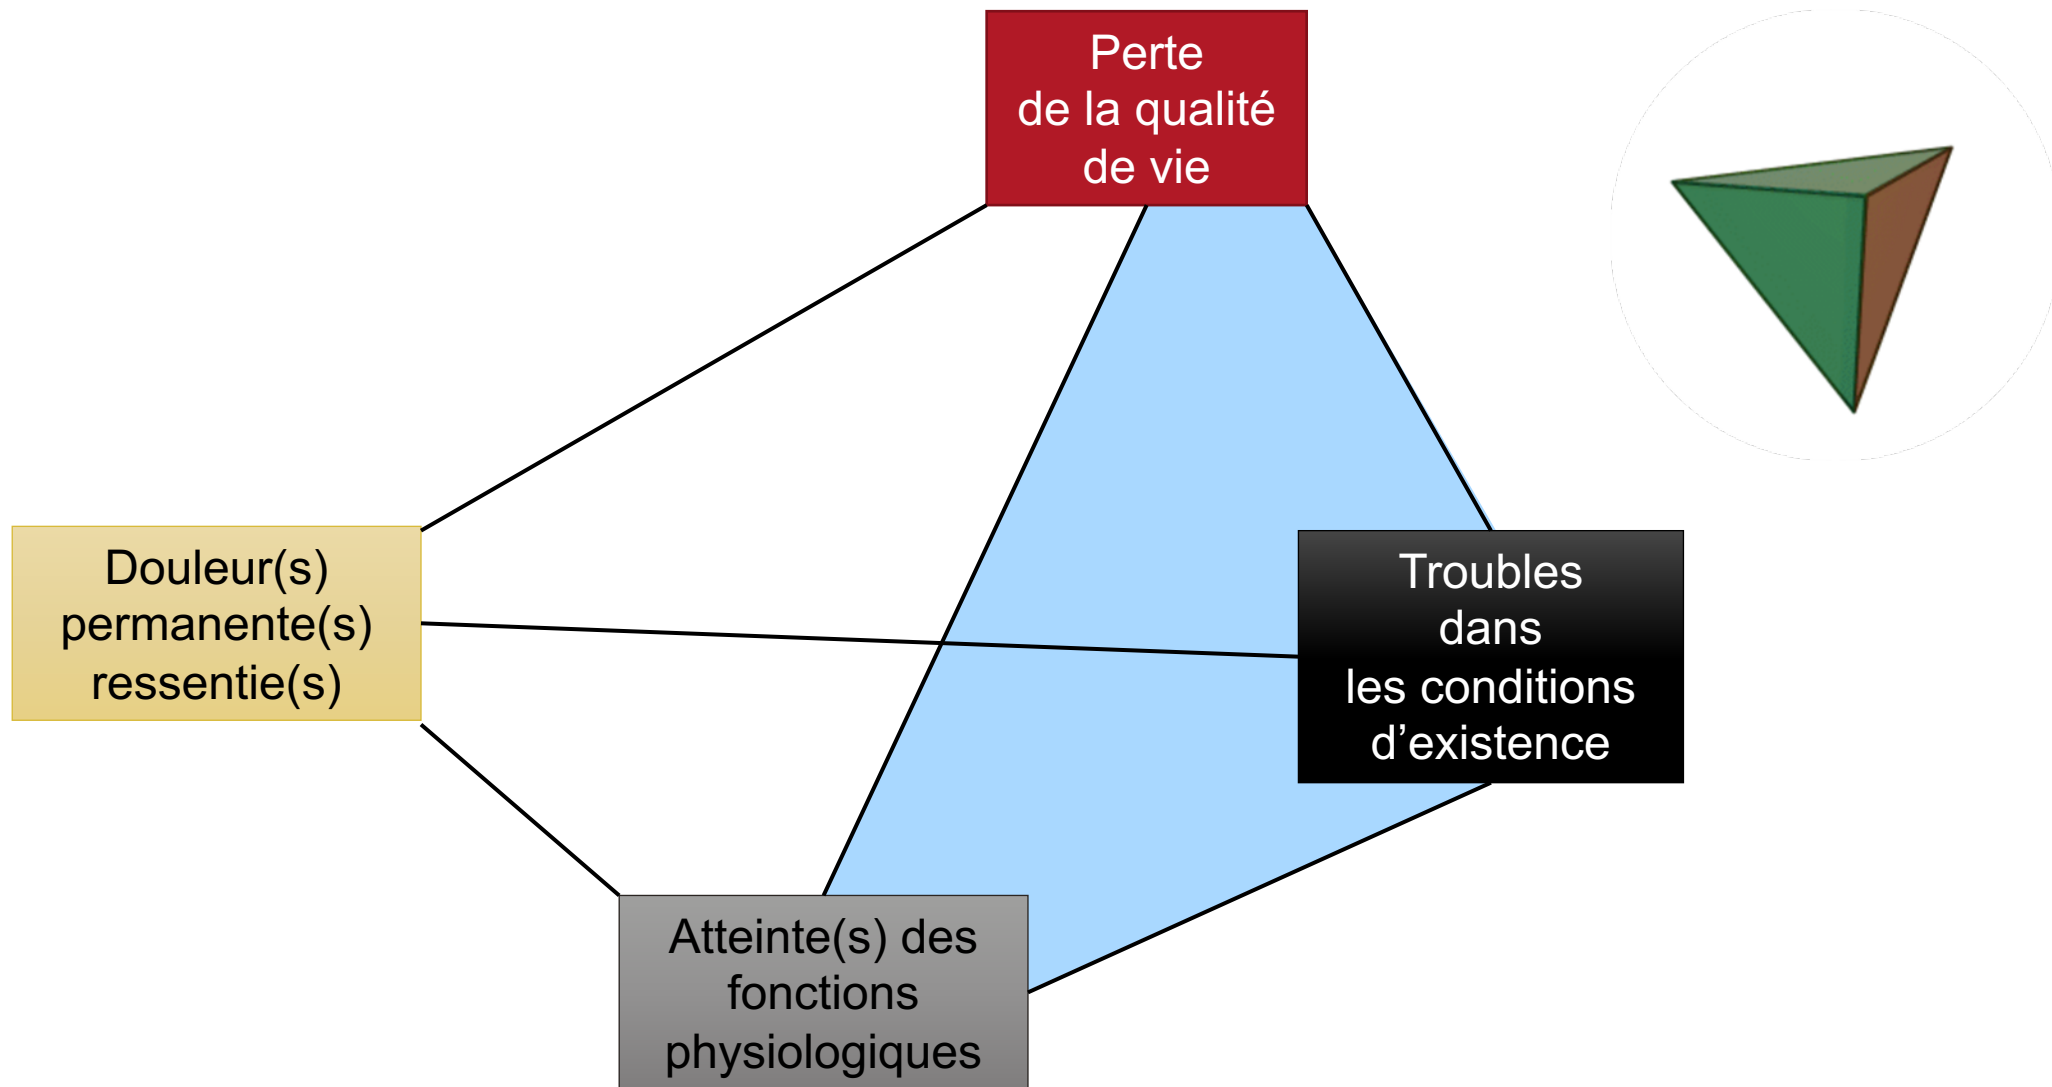 Perte
de la qualité
de vie
Douleur(s)
permanente(s)
ressentie(s)
Troubles
dans
les conditions
d’existence
Atteinte(s) des
fonctions
physiologiques